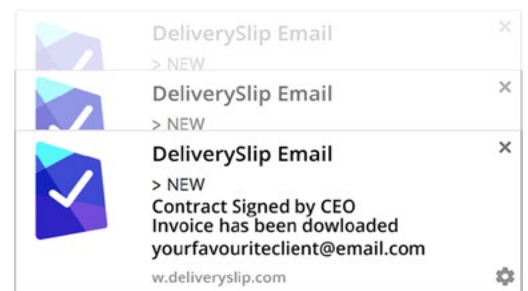 DeliverySlip Email
> NEW
DeliverySlip Email
> NEW
DeliverySlip Email
> NEW
Contract Signed by CEO
Invoice has been dowloaded
yourfavouriteclient@email.com
w.deliveryslip.com